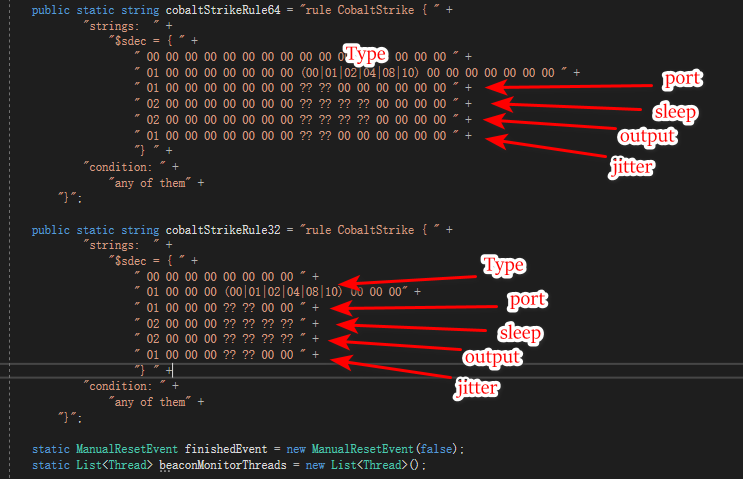 public static string cobaltStrikeRule64 = "rule CobaltStrike { " +
"strings:  " +
"$sdec = { " +
" 00 00 00 00 00 00 00 00 00 00 00 Type 00 00 00 " +
" 01 00 00 00 00 00 00 00 (00|01|02|04|08|10) 00 00 00 00 00 00 00 " +
" 01 00 00 00 00 00 00 00 ?? ?? 00 00 00 00 00 00 " + port
" 02 00 00 00 00 00 00 00 ?? ?? ?? ?? 00 00 00 00 " + sleep
" 02 00 00 00 00 00 00 00 ?? ?? ?? ?? 00 00 00 00 " + output
" 01 00 00 00 00 00 00 00 ?? ?? 00 00 00 00 00 00 " + jitter
"} " +
"condition: " +
"any of them" +
"}";
public static string cobaltStrikeRule32 = "rule CobaltStrike { " +
"strings:  " +
"$sdec = { " + Type
" 00 00 00 00 00 00 00 00 " +
" 01 00 00 00 (00|01|02|04|08|10) 00 00 00" +
" 01 00 00 00 ?? ?? 00 00 " + port
" 02 00 00 00 ?? ?? ?? ?? " + sleep
" 02 00 00 00 ?? ?? ?? ?? " + output
" 01 00 00 00 ?? ?? 00 00 " + jitter
"} " +
"condition: " +
"any of them" +
"}";
static ManualResetEvent finishedEvent = new ManualResetEvent(false);
static List<Thread> beaconMonitorThreads = new List<Thread>();